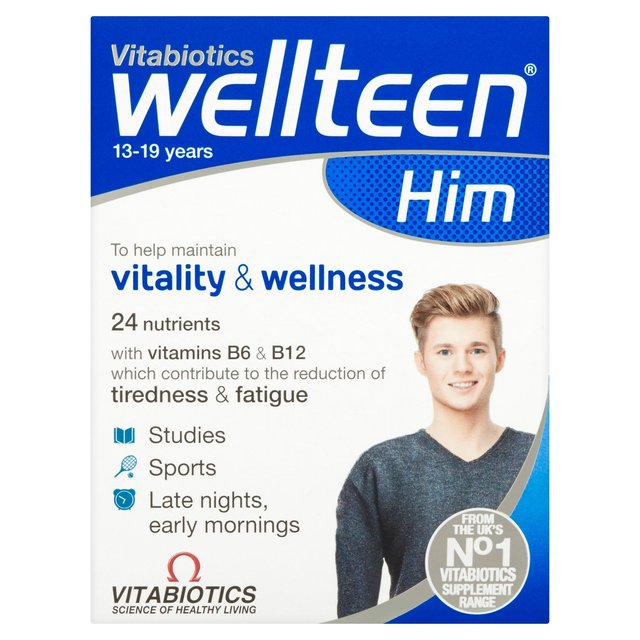 Vitabiotics
wellteen®
13-19 years
Him
To help maintain
vitality & wellness
24 nutrients
with vitamins B6 & B12
which contribute to the reduction of
tiredness & fatigue
Studies
Sports
Late nights,
early mornings
VITABIOTICS
SCIENCE OF HEALTHY LIVING
FROM
THE UK'S
Nº1
VITABIOTICS
SUPPLEMENT
RANGE